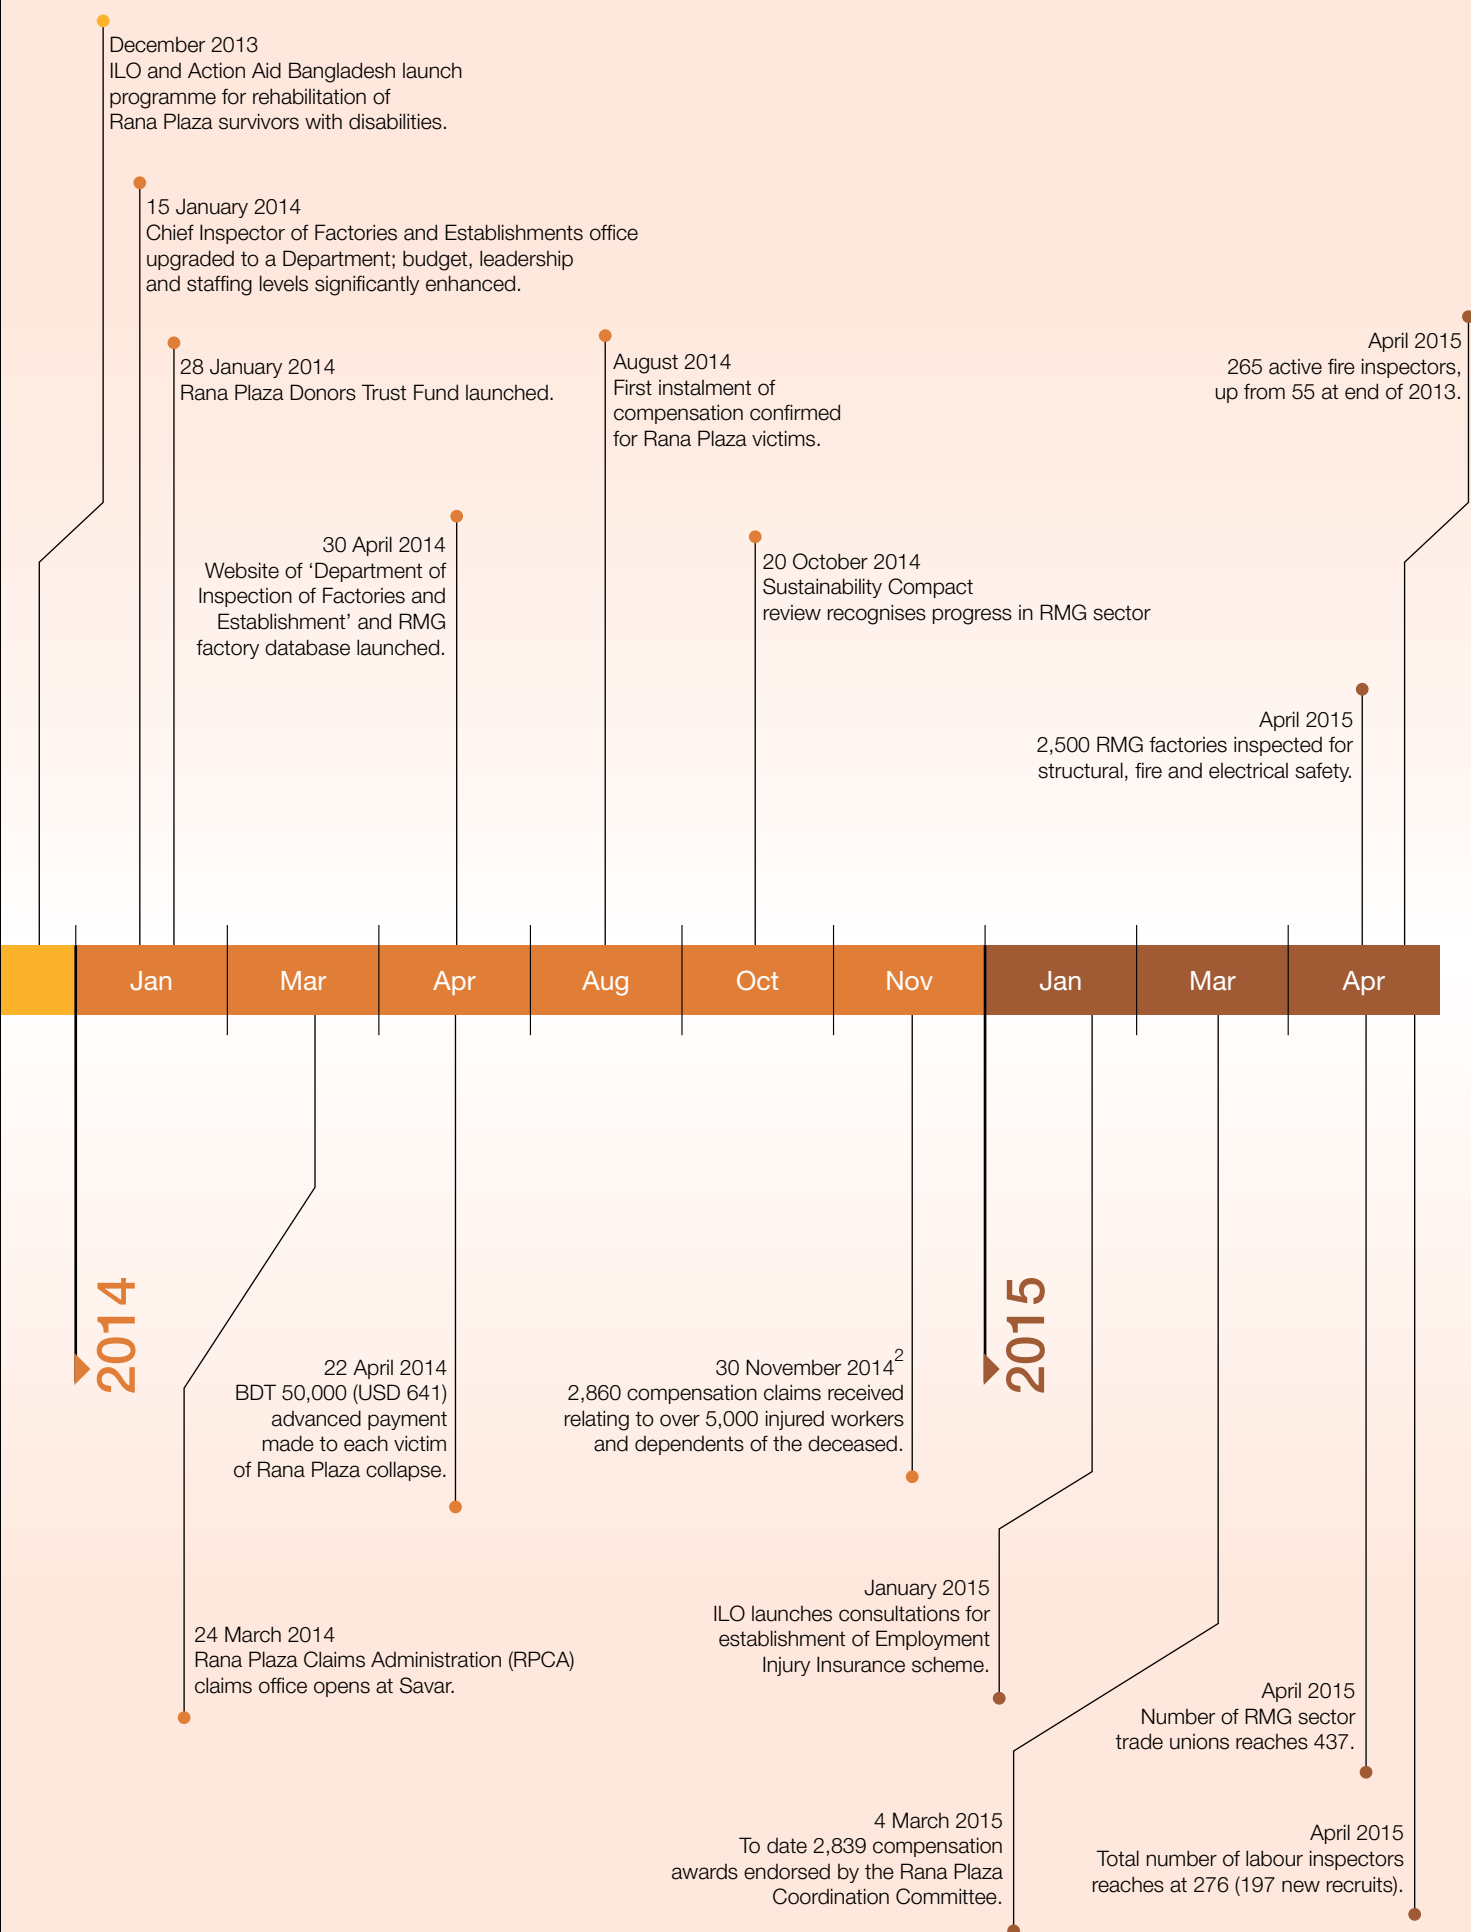 December 2013
ILO and Action Aid Bangladesh launch
programme for rehabilitation of
Rana Plaza survivors with disabilities.
15 January 2014
Chief Inspector of Factories and Establishments office
upgraded to a Department; budget, leadership
and staffing levels significantly enhanced.
28 January 2014
Rana Plaza Donors Trust Fund launched.
August 2014
First instalment of
compensation confirmed
for Rana Plaza victims.
April 2015
265 active fire inspectors,
up from 55 at end of 2013.
30 April 2014
Website of ‘Department of
Inspection of Factories and
Establishment’ and RMG
factory database launched.
20 October 2014
Sustainability Compact
review recognises progress in RMG sector
April 2015
2,500 RMG factories inspected for
structural, fire and electrical safety.
Jan Mar Apr Aug Oct Nov Jan Mar Apr
2014
2015
22 April 2014
BDT 50,000 (USD 641)
advanced payment
made to each victim
of Rana Plaza collapse.
30 November 2014²
2,860 compensation claims received
relating to over 5,000 injured workers
and dependents of the deceased.
24 March 2014
Rana Plaza Claims Administration (RPCA)
claims office opens at Savar.
January 2015
ILO launches consultations for
establishment of Employment
Injury Insurance scheme.
April 2015
Number of RMG sector
trade unions reaches 437.
4 March 2015
To date 2,839 compensation
awards endorsed by the Rana Plaza
Coordination Committee.
April 2015
Total number of labour inspectors
reaches at 276 (197 new recruits).